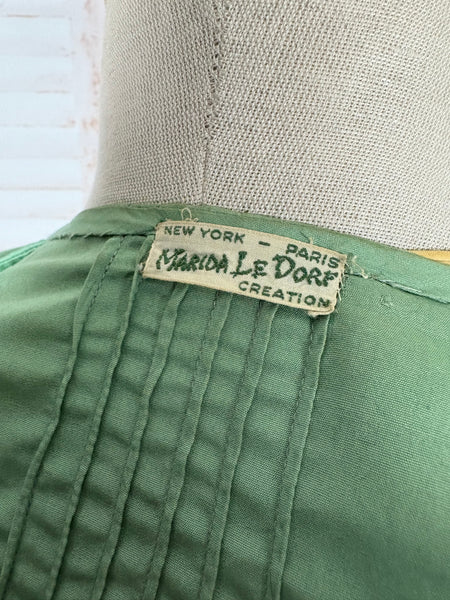 NEW YORK - PARIS
MARIDA LE DORF
CREATION